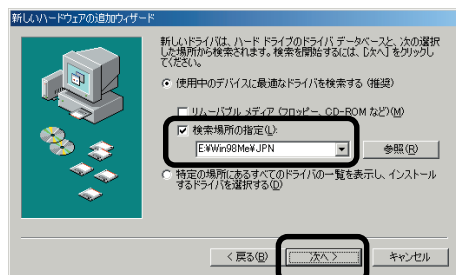 新しいハードウェアの追加ウィザード
新しいドライバは、ハード ドライブのドライバ データベースと、次の選択
した場所から検索されます。検索を開始するには、[次へ] をクリックし
てください。
使用中のデバイスに最適なドライバを検索する (推奨)
リムーバブル メディア (フロッピー、CD-ROM など)(M)
検索場所の指定(L):
E:¥Win98Me¥JPN
参照(R)
特定の場所にあるすべてのドライバの一覧を表示し、インストール
するドライバを選択する(D)
< 戻る(B)
次へ >
キャンセル